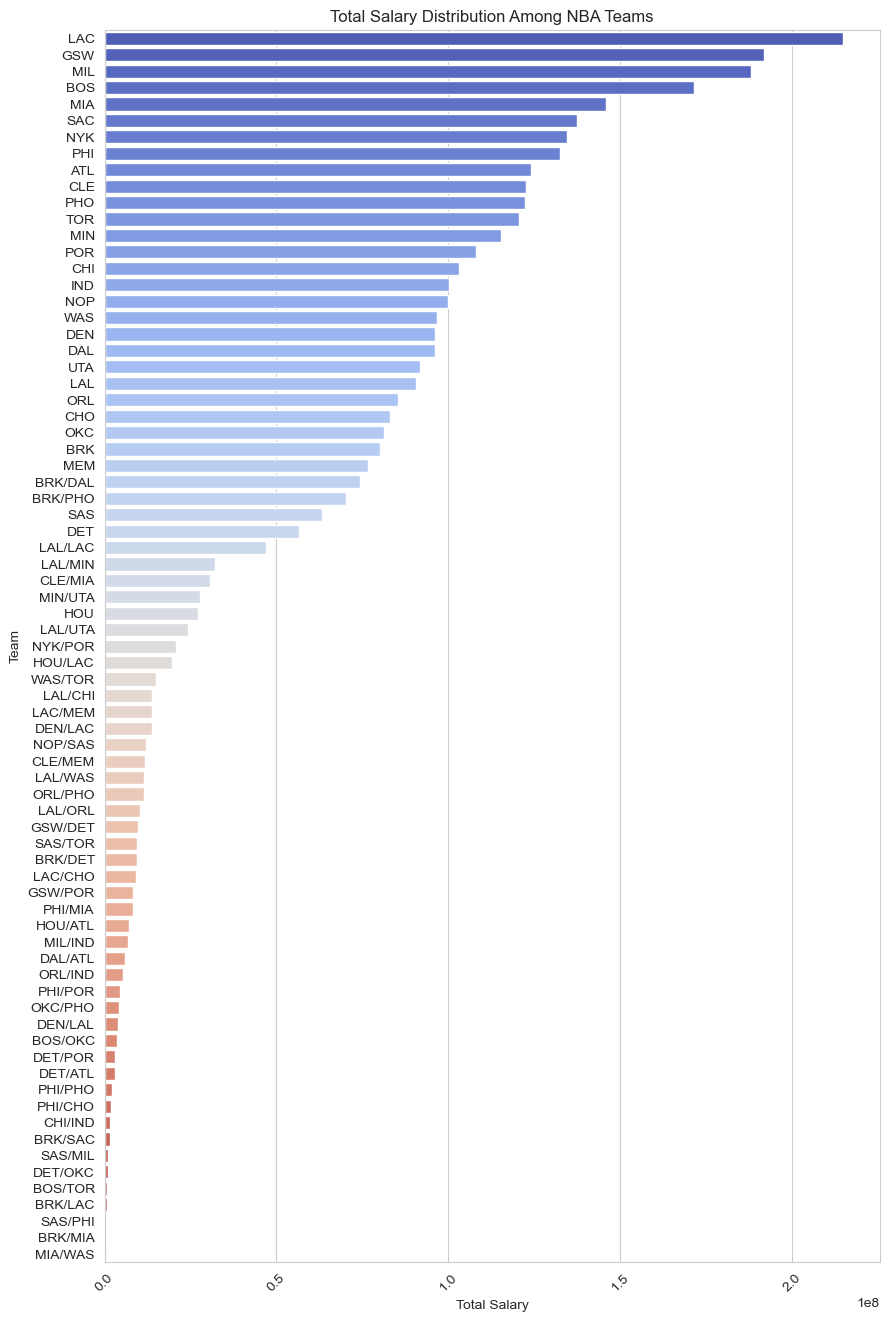 Total Salary Distribution Among NBA Teams
LAC
GSW
MIL
BOS
MIA
SAC
NYK
PHI
ATL
CLE
PHO
TOR
MIN
POR
CHI
IND
NOP
WAS
DEN
DAL
UTA
LAL
ORL
CHO
OKC
BRK
MEM
BRK/DAL
BRK/PHO
SAS
DET
LAL/LAC
LAL/MIN
CLE/MIA
MIN/UTA
HOU
LAL/UTA
NYK/POR
HOU/LAC
WAS/TOR
LAL/CHI
LAC/MEM
DEN/LAC
NOP/SAS
CLE/MEM
LAL/WAS
ORL/PHO
LAL/ORL
GSW/DET
SAS/TOR
BRK/DET
LAC/CHO
GSW/POR
PHI/MIA
HOU/ATL
MIL/IND
DAL/ATL
ORL/IND
PHI/POR
OKC/PHO
DEN/LAL
BOS/OKC
DET/POR
DET/ATL
PHI/PHO
PHI/CHO
CHI/IND
BRK/SAC
SAS/MIL
DET/OKC
BOS/TOR
BRK/LAC
SAS/PHI
BRK/MIA
MIA/WAS
Team
0.0 0.5 1.0 1.5 2.0
Total Salary
1e8